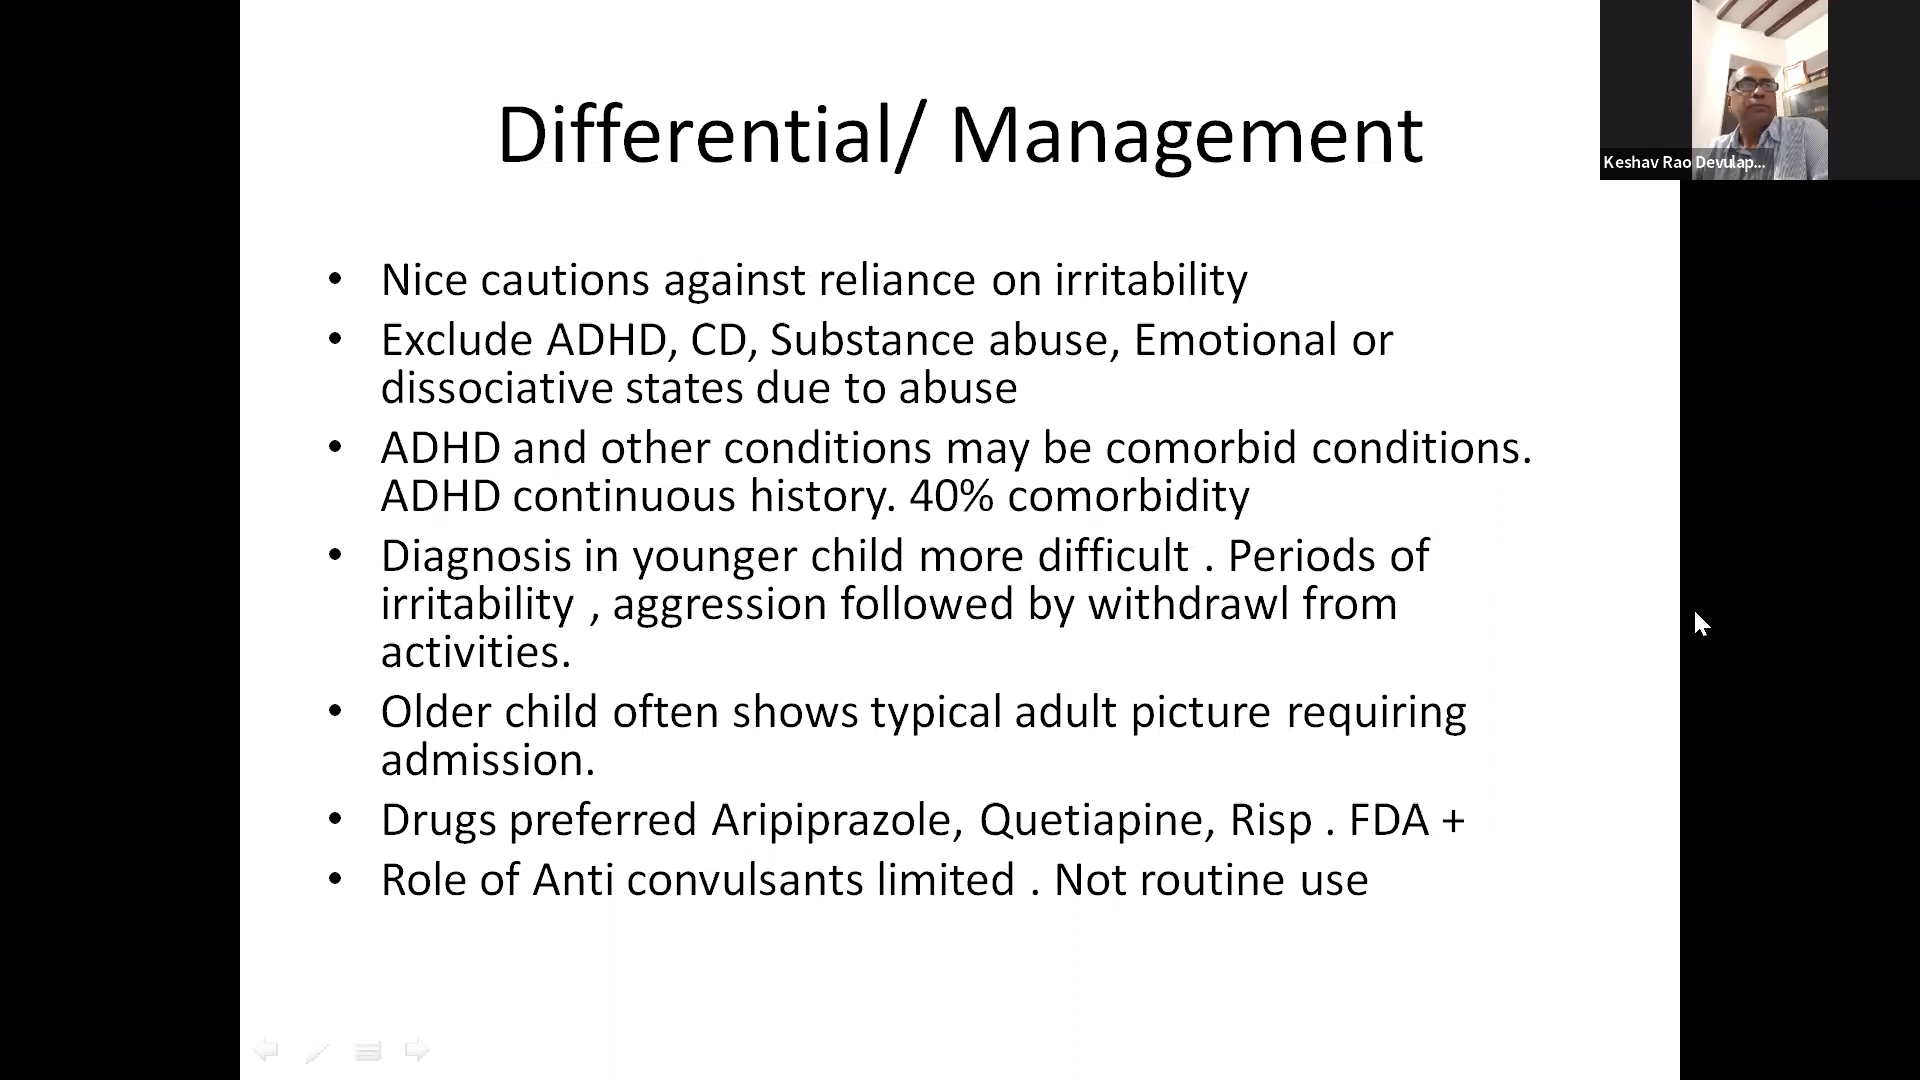 Differential/ Management
Keshav Rao Devulap...
• Nice cautions against reliance on irritability
• Exclude ADHD, CD, Substance abuse, Emotional or
dissociative states due to abuse
• ADHD and other conditions may be comorbid conditions.
ADHD continuous history. 40% comorbidity
• Diagnosis in younger child more difficult . Periods of
irritability , aggression followed by withdrawl from
activities.
• Older child often shows typical adult picture requiring
admission.
• Drugs preferred Aripiprazole, Quetiapine, Risp . FDA +
• Role of Anti convulsants limited . Not routine use